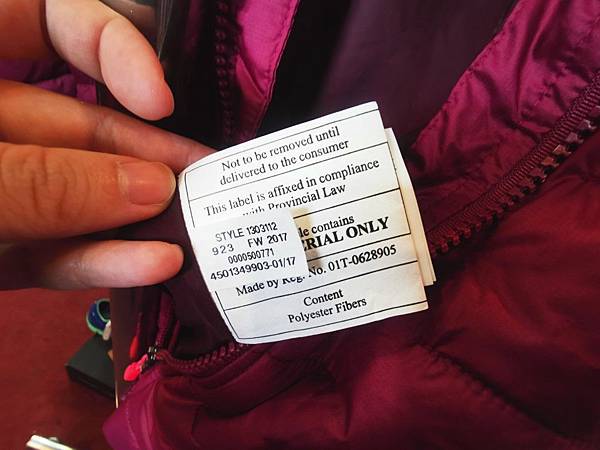 Not to be removed until
delivered to the consumer
This label is affixed in compliance
with Provincial Law
contains
ONLY
STYLE 1303112
923 FW 2017
0000500771
4501349903-01/17
Made by Reg. No. 01T-0628905
Content
Polyester Fibers